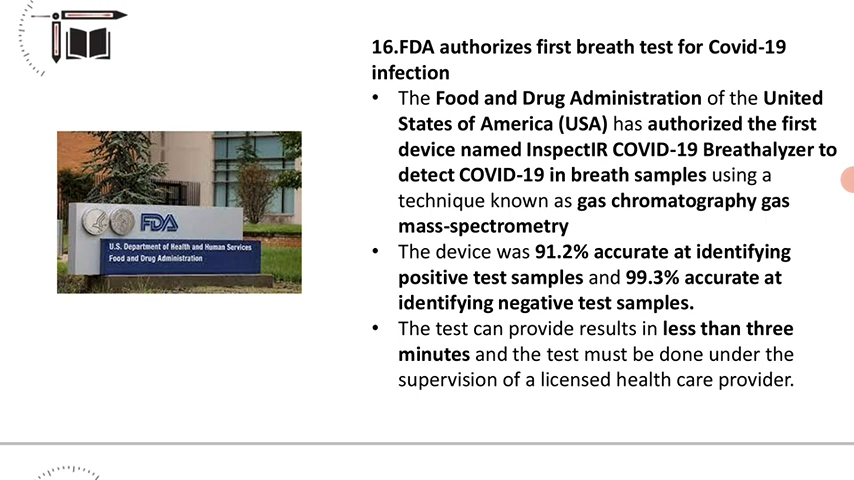 16.FDA authorizes first breath test for Covid-19
infection
• The Food and Drug Administration of the United
States of America (USA) has authorized the first
device named InspectIR COVID-19 Breathalyzer to
detect COVID-19 in breath samples using a
technique known as gas chromatography gas
mass-spectrometry
• The device was 91.2% accurate at identifying
positive test samples and 99.3% accurate at
identifying negative test samples.
• The test can provide results in less than three
minutes and the test must be done under the
supervision of a licensed health care provider.
FDA
U.S. Department of Health and Human Services
Food and Drug Administration